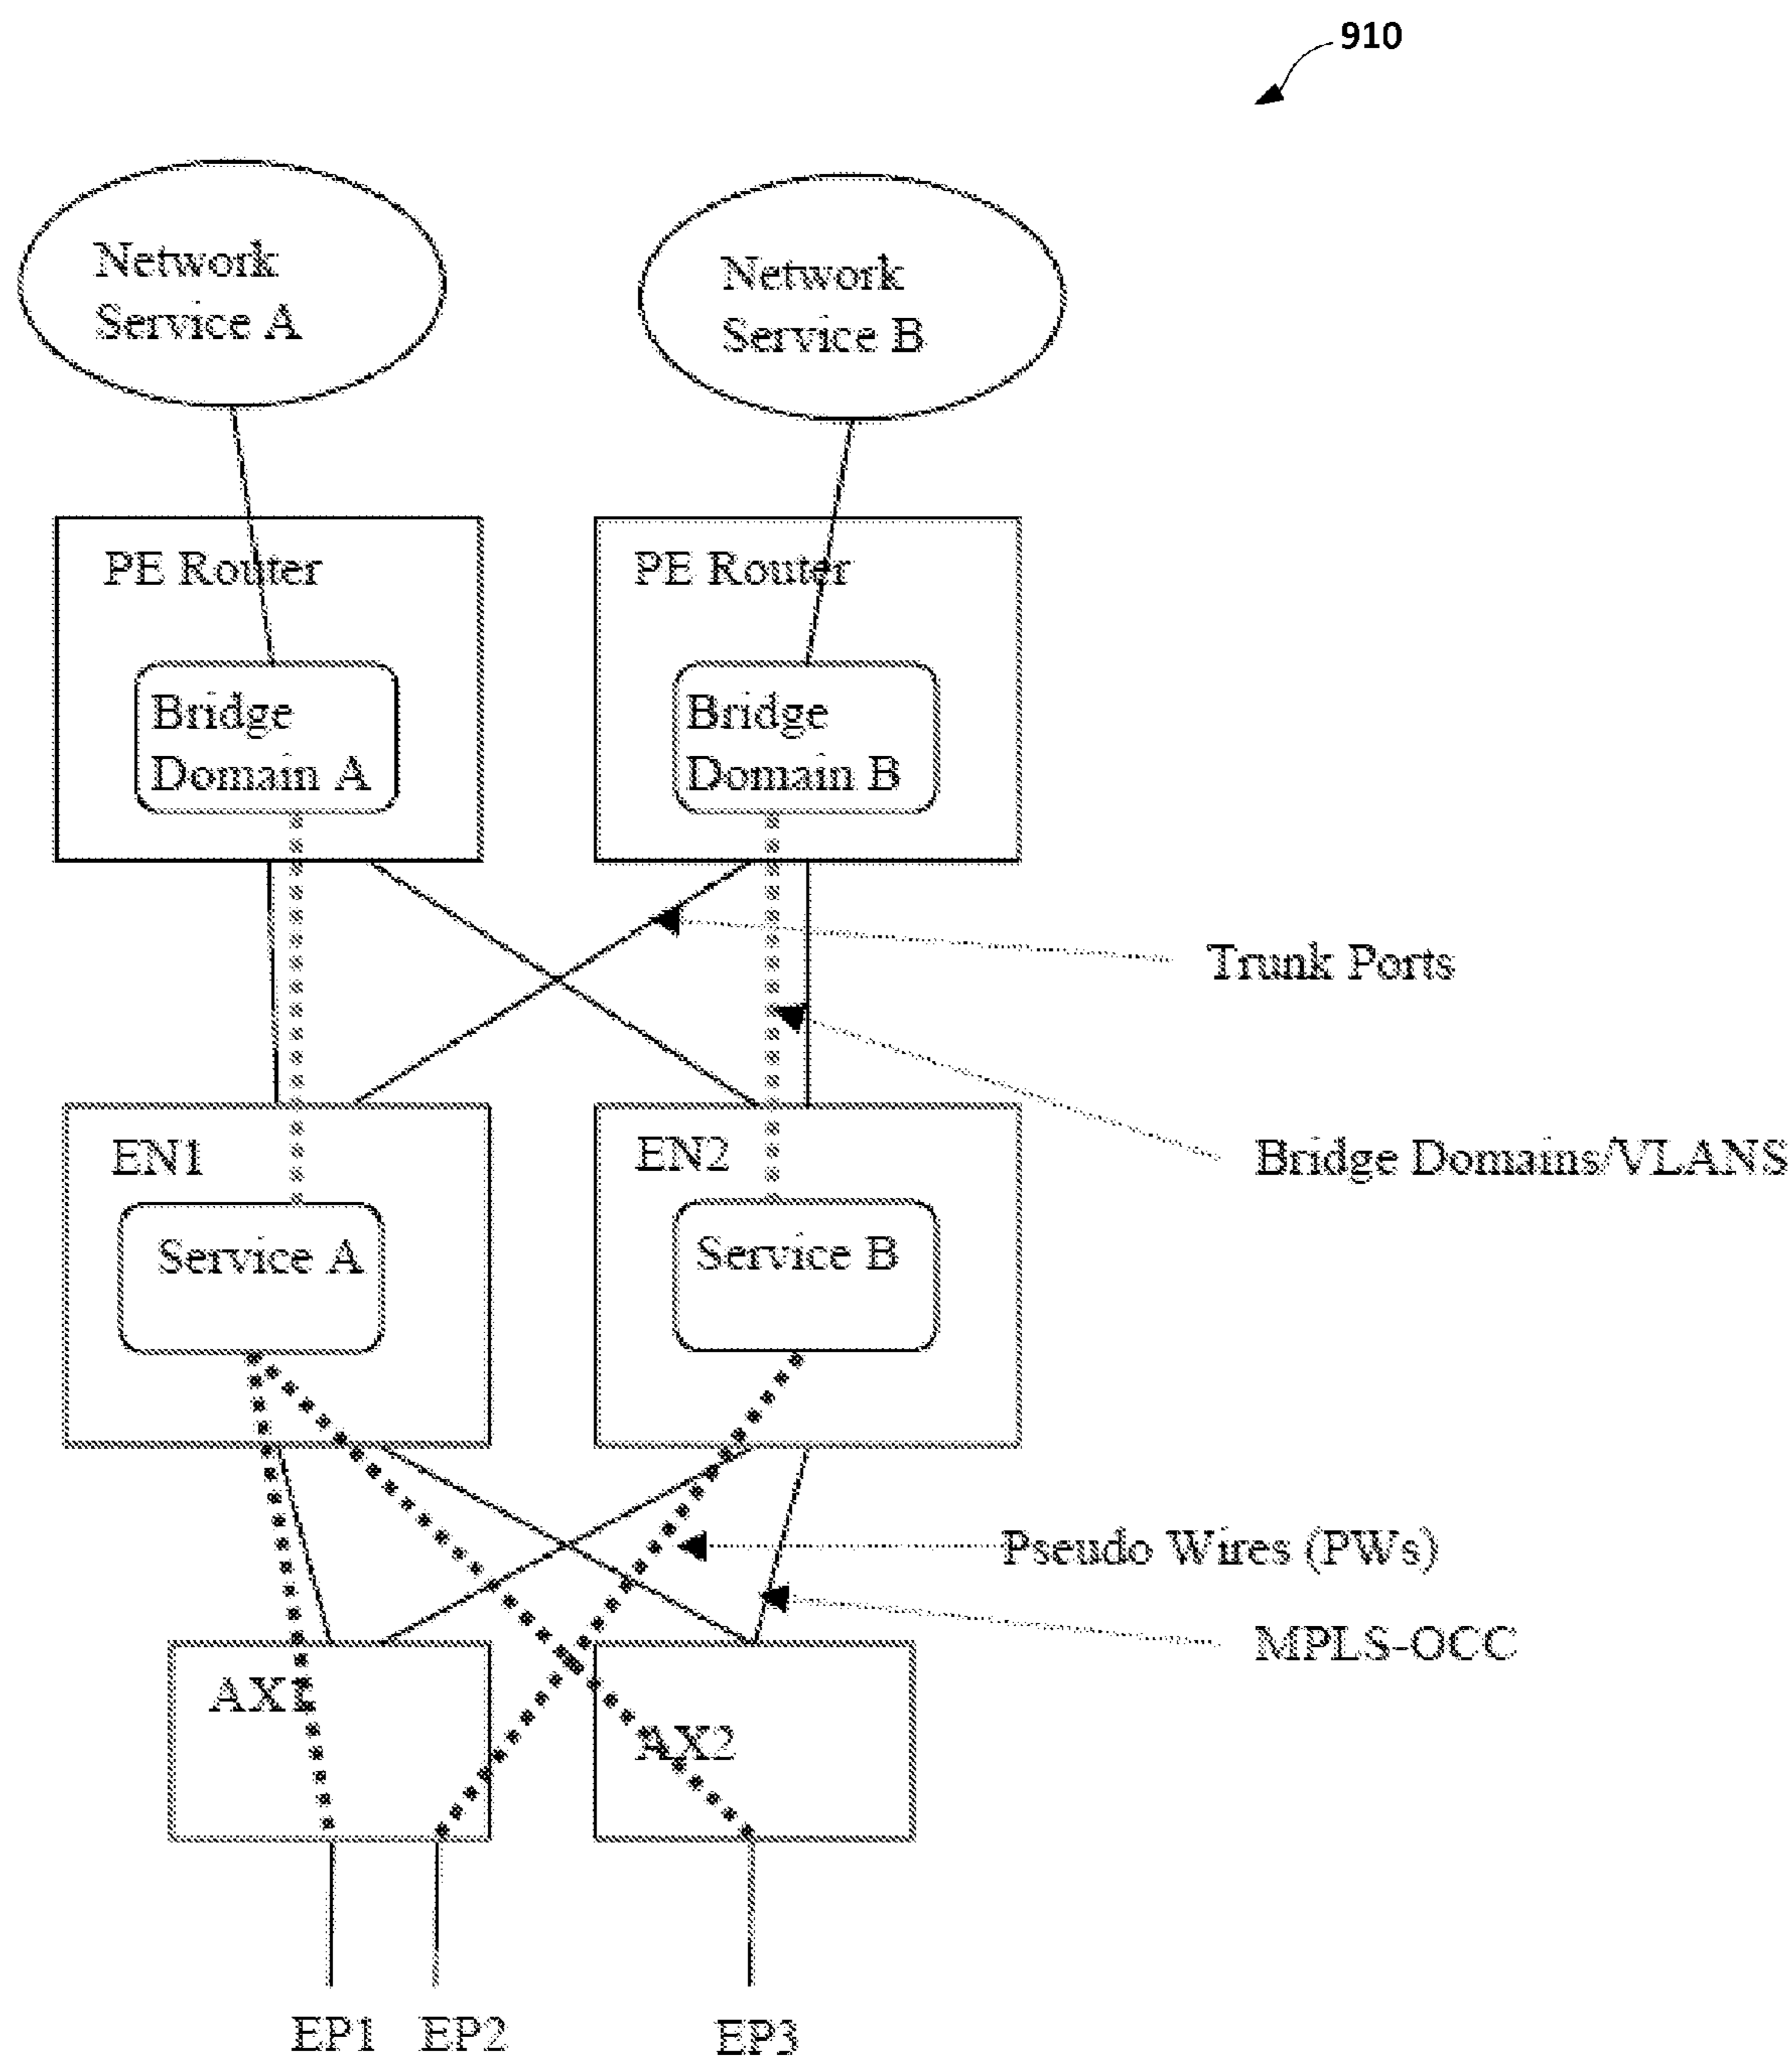 910
Network
Service A
Network
Service B
PE Router
PE Router
Bridge
Domain A
Bridge
Domain B
Trunk Ports
EN1
EN2
Bridge Domains/VLANS
Service A
Service B
Pseudo Wires (PWs)
MPLS-OCC
AX1
AX2
EP1
EP2
EP3